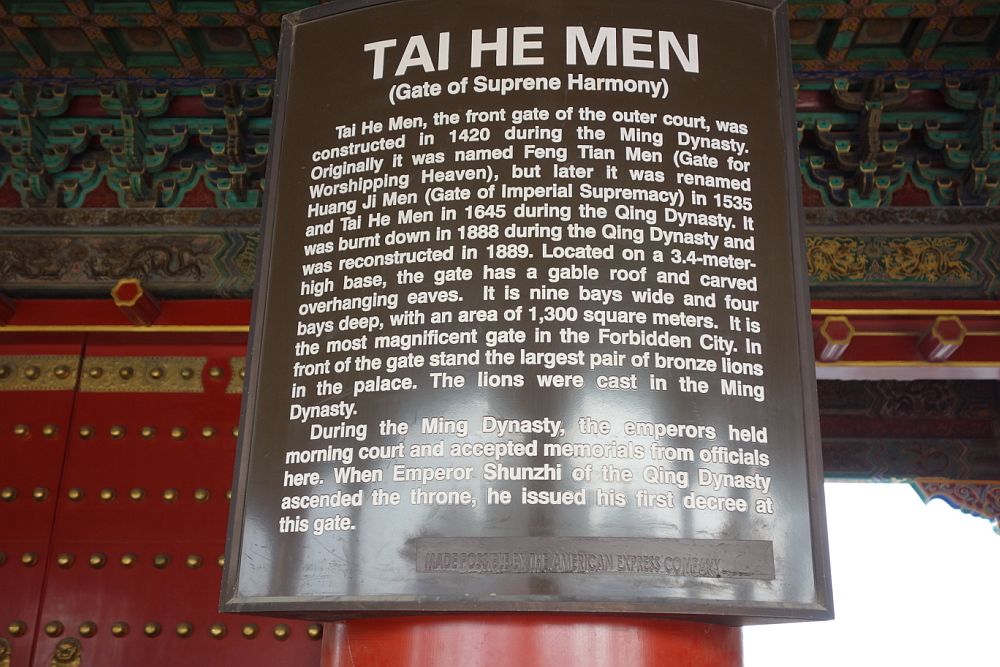 TAI HE MEN
(Gate of Suprene Harmony)
Tai He Men, the front gate of the outer court, was
constructed in 1420 during the Ming Dynasty.
Originally it was named Feng Tian Men (Gate for
Worshipping Heaven), but later it was renamed
Huang Ji Men (Gate of Imperial Supremacy) in 1535
and Tai He Men in 1645 during the Qing Dynasty. It
was burnt down in 1888 during the Qing Dynasty and
was reconstructed in 1889. Located on a 3.4-meter-
high base, the gate has a gable roof and carved
overhanging eaves. It is nine bays wide and four
bays deep, with an area of 1,300 square meters. It is
the most magnificent gate in the Forbidden City. In
front of the gate stand the largest pair of bronze lions
in the palace. The lions were cast in the Ming
Dynasty.
During the Ming Dynasty, the emperors held
morning court and accepted memorials from officials
here. When Emperor Shunzhi of the Qing Dynasty
ascended the throne, he issued his first decree at
this gate.
MADE POSSIBLE BY THE AMERICAN EXPRESS COMPANY